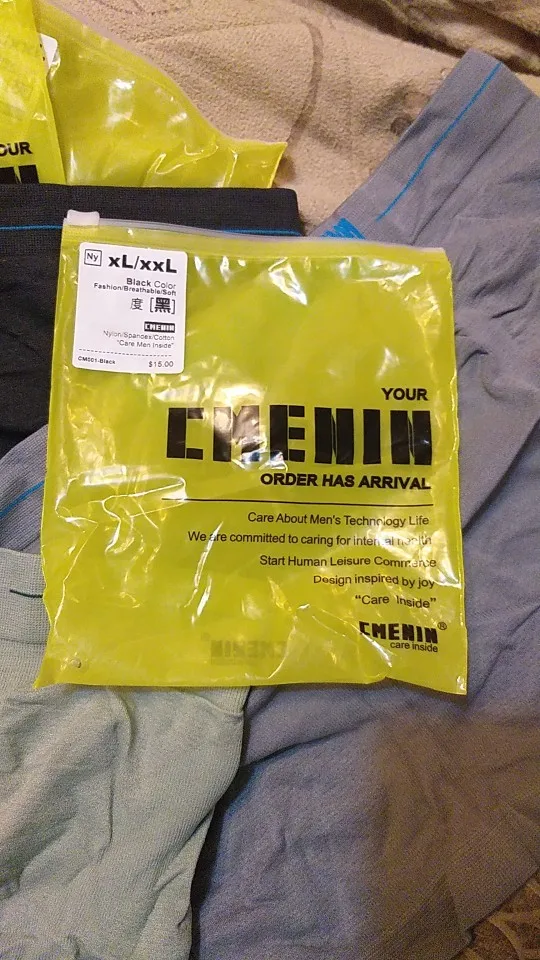 OUR
Ny xL/xxL
Black Color
Fashion/Breathable/Soft
度 [黑]
CMENIN
Nylon/Spandex/Cotton
"Care Men Inside"
CM001-Black $15.00
YOUR
CMENIN
ORDER HAS ARRIVAL
Care About Men's Technology Life
We are committed to caring for internal health
Start Human Leisure Commerce
Design inspired by joy
"Care Inside"
CMENIN®
care inside